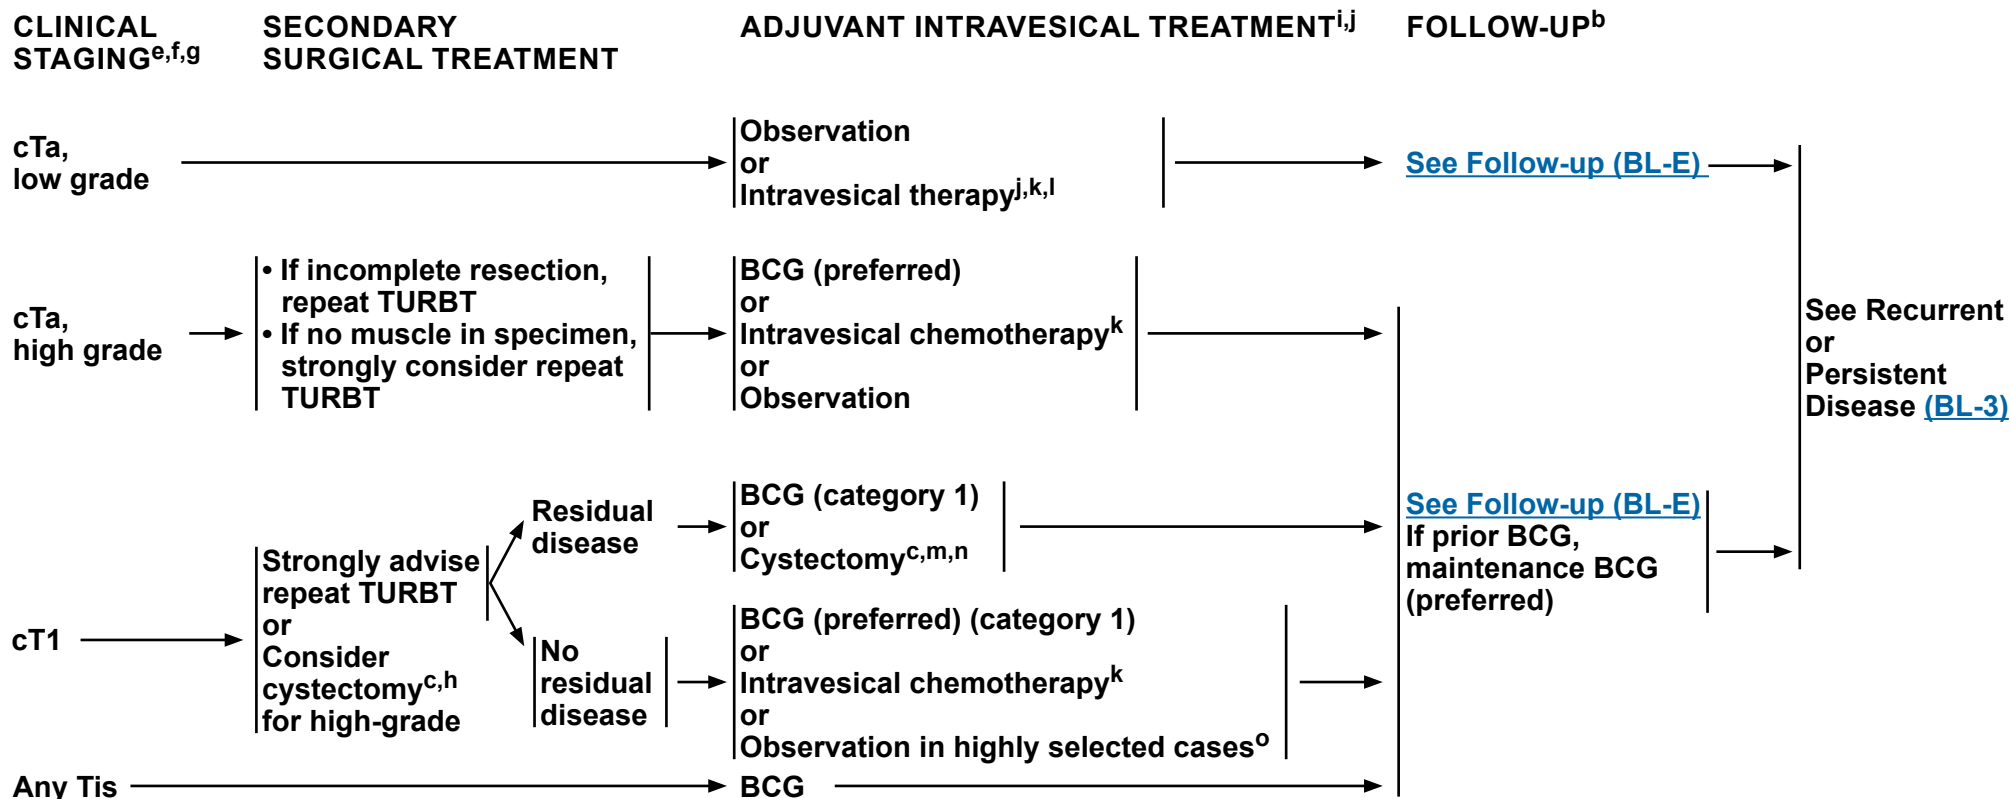 CLINICAL
STAGINGe,f,g
SECONDARY
SURGICAL TREATMENT
ADJUVANT INTRAVESICAL TREATMENTi,j
FOLLOW-UPb
cTa,
low grade
Observation
or
Intravesical therapyj,k,l
See Follow-up (BL-E)
cTa,
high grade
• If incomplete resection,
repeat TURBT
• If no muscle in specimen,
strongly consider repeat
TURBT
BCG (preferred)
or
Intravesical chemotherapyk
or
Observation
See Recurrent
or
Persistent
Disease (BL-3)
cT1
Strongly advise
repeat TURBT
or
Consider
cystectomyc,h
for high-grade
Residual
disease
BCG (category 1)
or
Cystectomyc,m,n
No
residual
disease
BCG (preferred) (category 1)
or
Intravesical chemotherapyk
or
Observation in highly selected caseso
See Follow-up (BL-E)
If prior BCG,
maintenance BCG
(preferred)
Any Tis
BCG